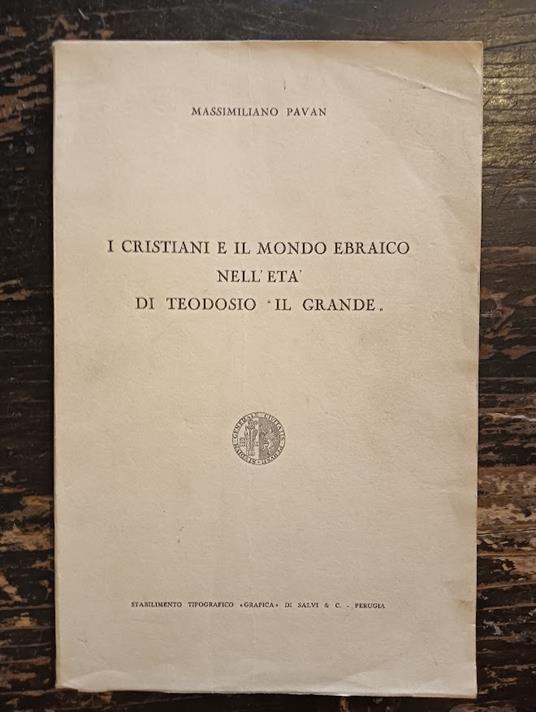 MASSIMILIANO PAVAN
I CRISTIANI E IL MONDO EBRAICO
NELL'ETA'
DI TEODOSIO “IL GRANDE„
STABILIMENTO TIPOGRAFICO «GRAFICA» DI SALVI & C. - PERUGIA